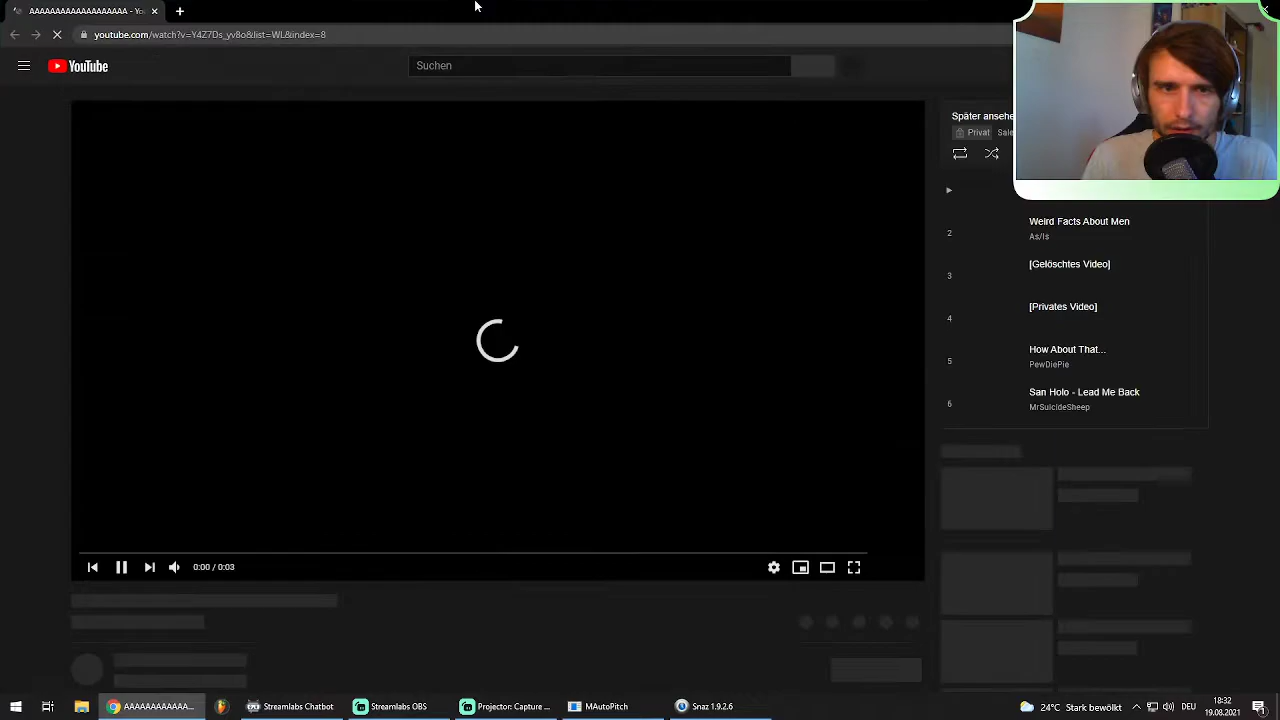 AAAAAAAAAAAAAAAAAAA - Yo
youtube.com/watch?v=Y4Z7Ds_yv8o&list=WL&index=8
YouTube
Suchen
Später ansehe
Privat
Sale
Weird Facts About Men
2
As/Is
[Gelöschtes Video]
3
[Privates Video]
4
How About That...
5
PewDiePie
San Holo - Lead Me Back
6
MrSuicideSheep
0:00 / 0:03
AAAAAAAAAAAA...
Streamlabs Chatbot
Streamlabs OBS
Projector: Capture ...
MAutoPitch
Snaz 1.9.2.6
24°C Stark bewölkt
DEU
18:32
19.08.2021